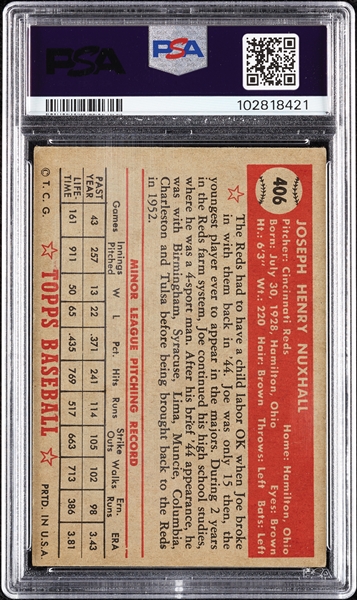 PSA
PSA
102818421
406
JOSEPH HENRY NUXHALL
Pitcher: Cincinnati Reds Home: Hamilton, Ohio
Born: July 30, 1928, Hamilton, Ohio Eyes: Brown
Ht.: 6'3" Wt.: 220 Hair: Brown Throws: Left Bats: Left
The Reds had to have a child labor OK when Joe broke
in with them back in '44. Joe was only 15 then, the
youngest player ever to appear in the majors. During 2 years
in the Reds farm system, Joe continued his high school studies,
where he was a 4-sport man. After his brief '44 appearance, he
was with Birmingham, Syracuse, Lima, Muncie, Columbia,
Charleston and Tulsa before being brought back to the Reds
in 1952.
MINOR LEAGUE PITCHING RECORD
Games Innings Pitched W L Pct. Hits Runs Strike Outs Walks Ern. Runs ERA
PAST YEAR 43 257 13 22 .371 241 114 105 102 98 3.43
LIFE-TIME 161 911 50 65 .435 769 517 663 713 386 3.81
© T. C. G. TOPPS BASEBALL PRTD. IN U.S.A.